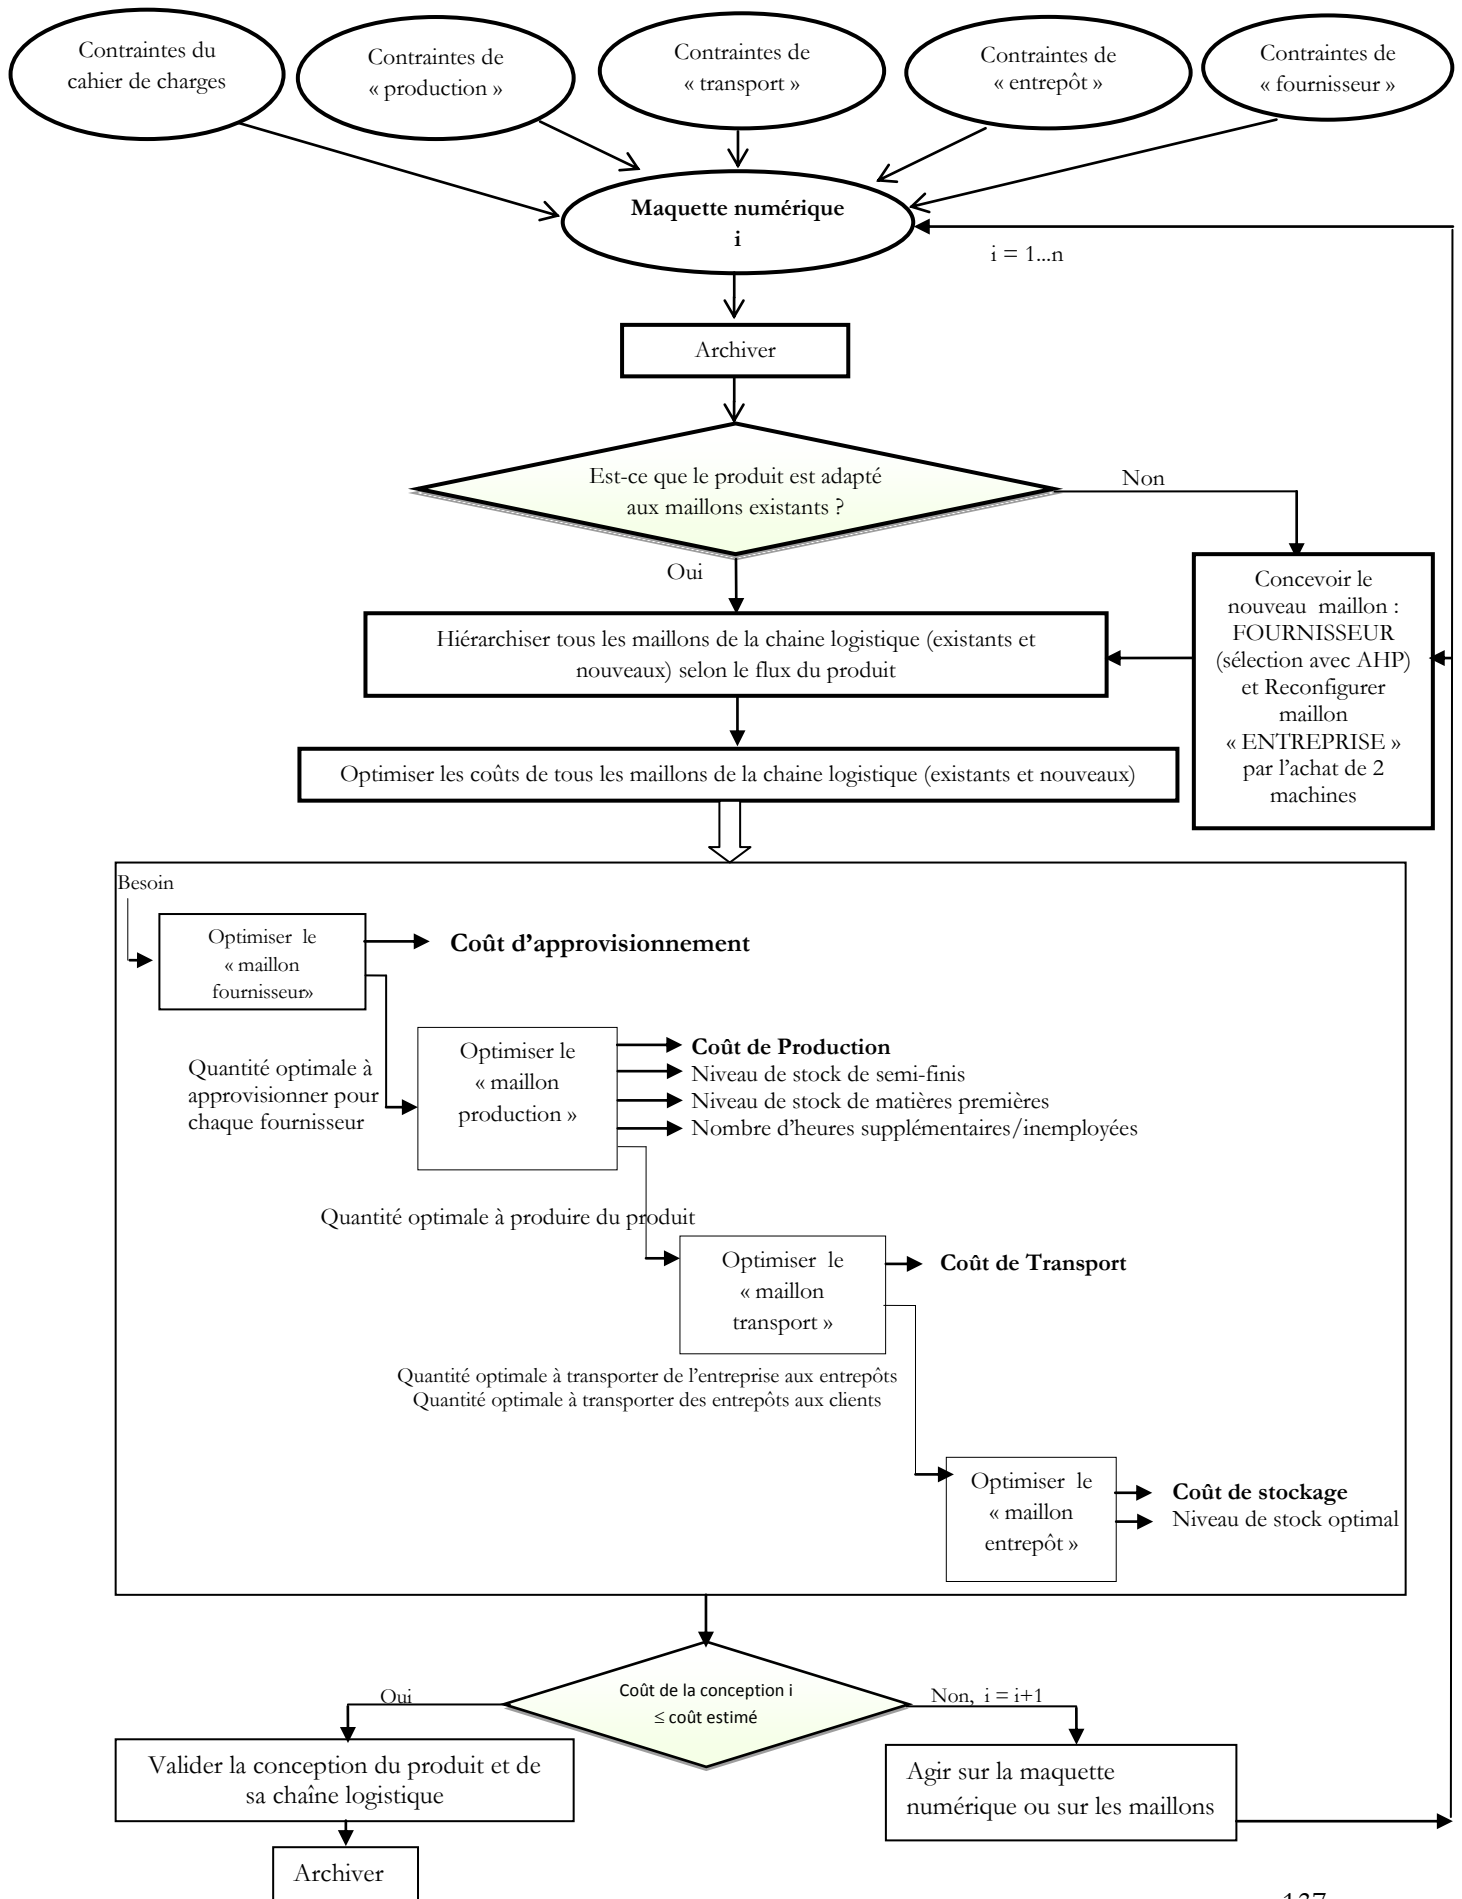 Contraintes du
cahier de charges
Contraintes de
« production »
Contraintes de
« transport »
Contraintes de
« entrepôt »
Contraintes de
« fournisseur »
Maquette numérique
i
i = 1...n
Archiver
Est-ce que le produit est adapté
aux maillons existants ?
Non
Oui
Concevoir le
nouveau maillon :
FOURNISSEUR
(sélection avec AHP)
et Reconfigurer
maillon
« ENTREPRISE »
par l’achat de 2
machines
Hiérarchiser tous les maillons de la chaine logistique (existants et
nouveaux) selon le flux du produit
Optimiser les coûts de tous les maillons de la chaine logistique (existants et nouveaux)
Besoin
Optimiser le
« maillon
fournisseur»
Coût d’approvisionnement
Quantité optimale à
approvisionner pour
chaque fournisseur
Optimiser le
« maillon
production »
Coût de Production
Niveau de stock de semi-finis
Niveau de stock de matières premières
Nombre d’heures supplémentaires/inemployées
Quantité optimale à produire du produit
Optimiser le
« maillon
transport »
Coût de Transport
Quantité optimale à transporter de l’entreprise aux entrepôts
Quantité optimale à transporter des entrepôts aux clients
Optimiser le
« maillon
entrepôt »
Coût de stockage
Niveau de stock optimal
Coût de la conception i
≤ coût estimé
Oui
Non, i = i+1
Valider la conception du produit et de
sa chaîne logistique
Agir sur la maquette
numérique ou sur les maillons
Archiver